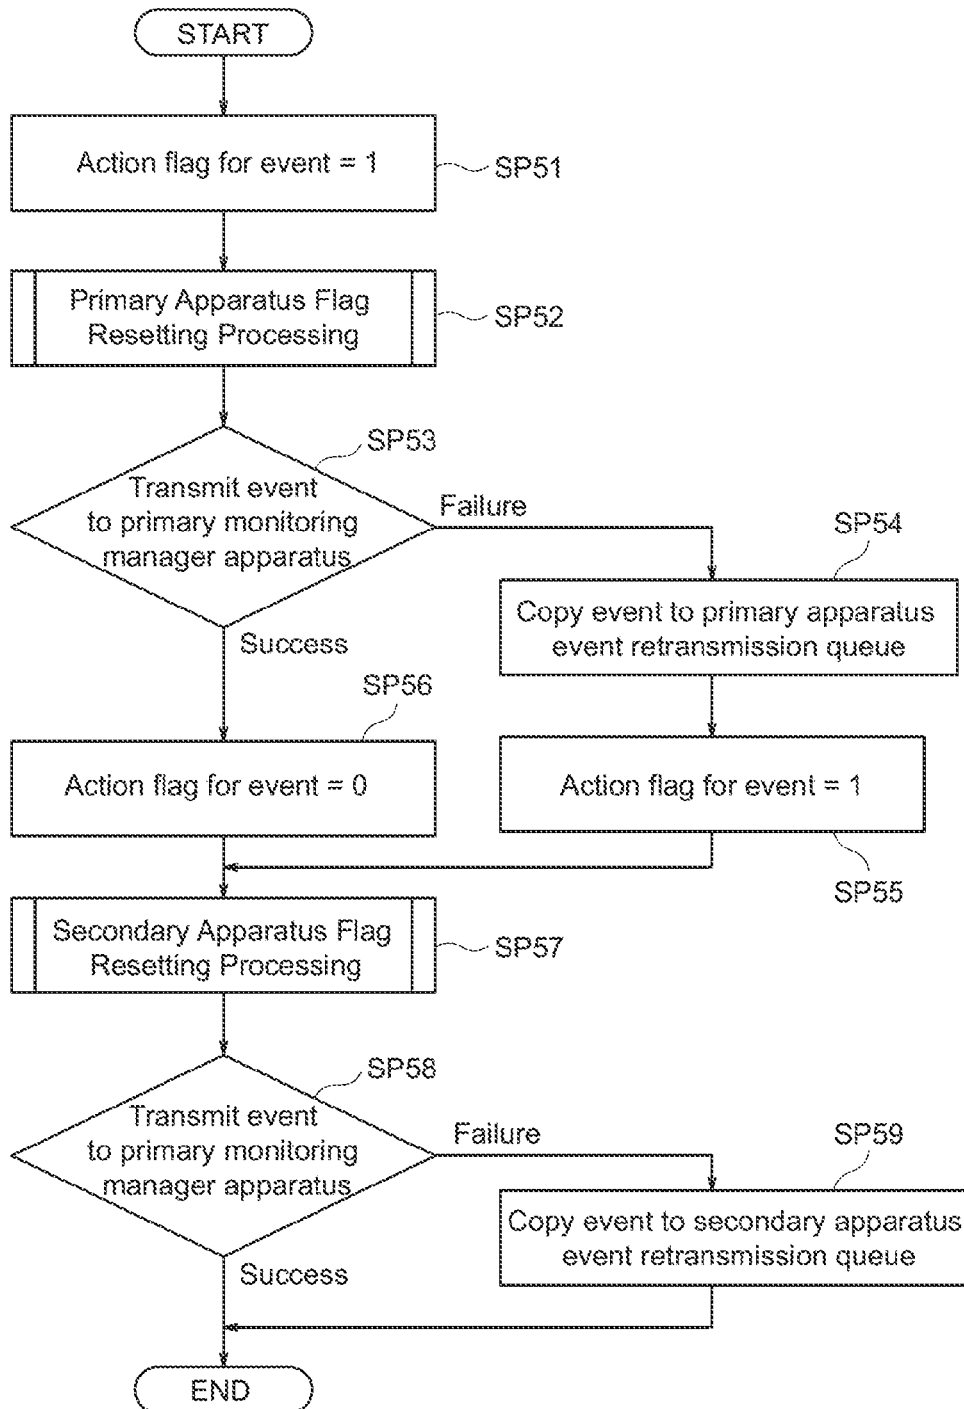 START
Action flag for event = 1
SP51
Primary Apparatus Flag
Resetting Processing
SP52
SP53
Transmit event
to primary monitoring
manager apparatus
Failure
Success
SP54
Copy event to primary apparatus
event retransmission queue
SP56
Action flag for event = 0
Action flag for event = 1
SP55
Secondary Apparatus Flag
Resetting Processing
SP57
SP58
Transmit event
to primary monitoring
manager apparatus
Failure
Success
SP59
Copy event to secondary apparatus
event retransmission queue
END